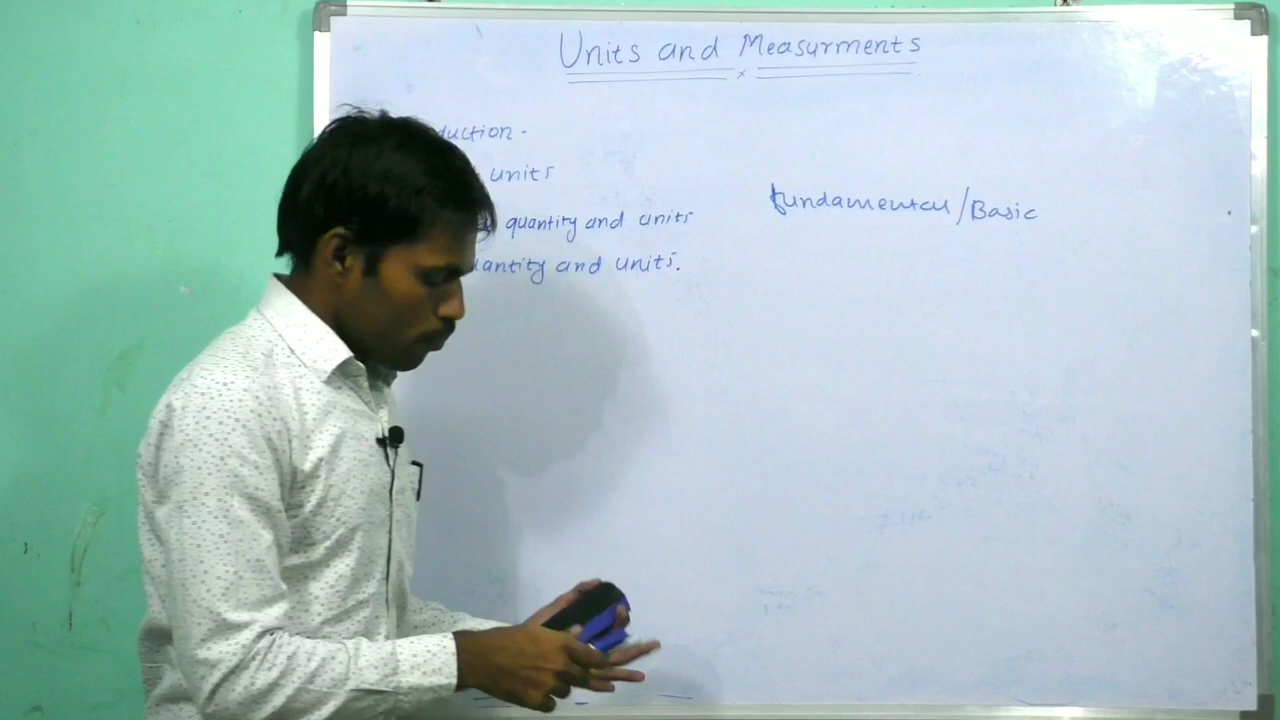 Units and Measurments
duction.
units
quantity and units
antity and units.
fundamental/Basic